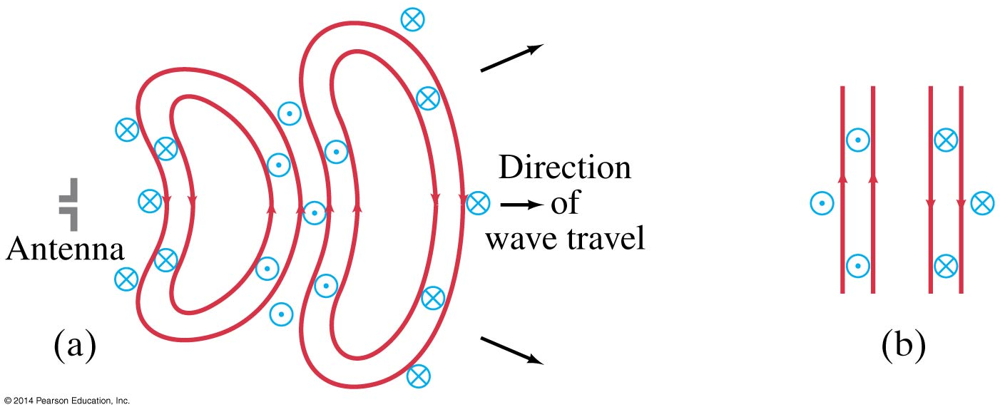 Direction
of
wave travel
Antenna
(a)
(b)
© 2014 Pearson Education, Inc.